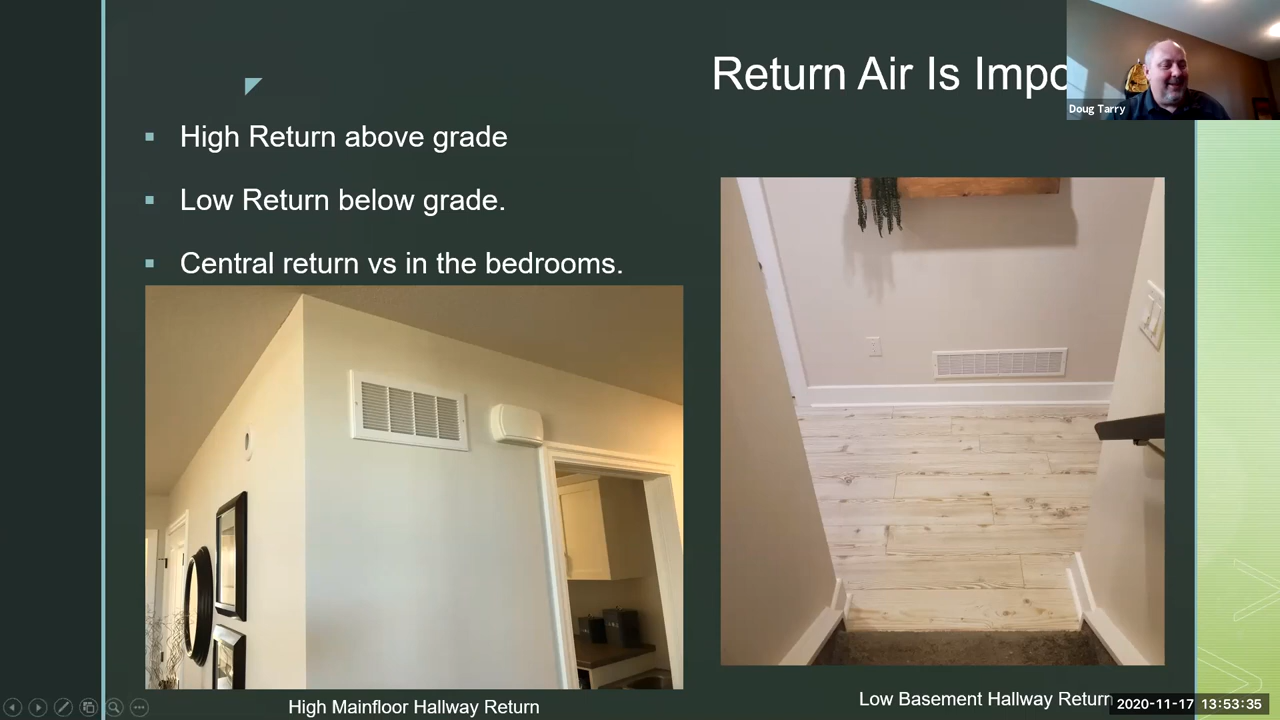 Return Air Is Impo
Doug Tarry
▪ High Return above grade
▪ Low Return below grade.
▪ Central return vs in the bedrooms.
High Mainfloor Hallway Return
Low Basement Hallway Return
2020-11-17 13:53:35